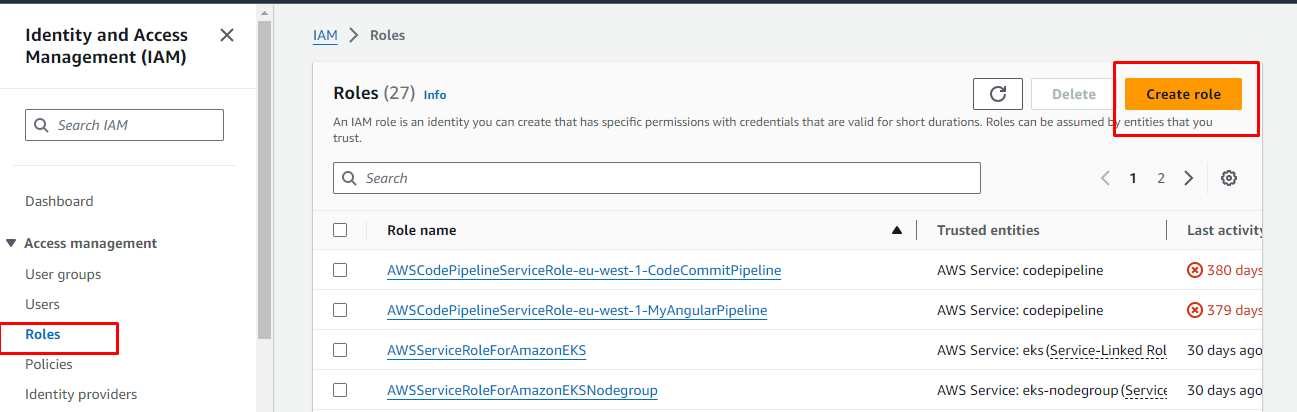 Identity and Access
Management (IAM)
Search IAM
Dashboard
Access management
User groups
Users
Roles
Policies
Identity providers
IAM > Roles
Roles (27) Info
Delete
Create role
An IAM role is an identity you can create that has specific permissions with credentials that are valid for short durations. Roles can be assumed by entities that you
trust.
Search
1 2
Role name Trusted entities Last activity
AWSCodePipelineServiceRole-eu-west-1-CodeCommitPipeline AWS Service: codepipeline 380 days
AWSCodePipelineServiceRole-eu-west-1-MyAngularPipeline AWS Service: codepipeline 379 days
AWSServiceRoleForAmazonEKS AWS Service: eks (Service-Linked Rol 30 days ago
AWSServiceRoleForAmazonEKSNodegroup AWS Service: eks-nodegroup (Service 30 days ago